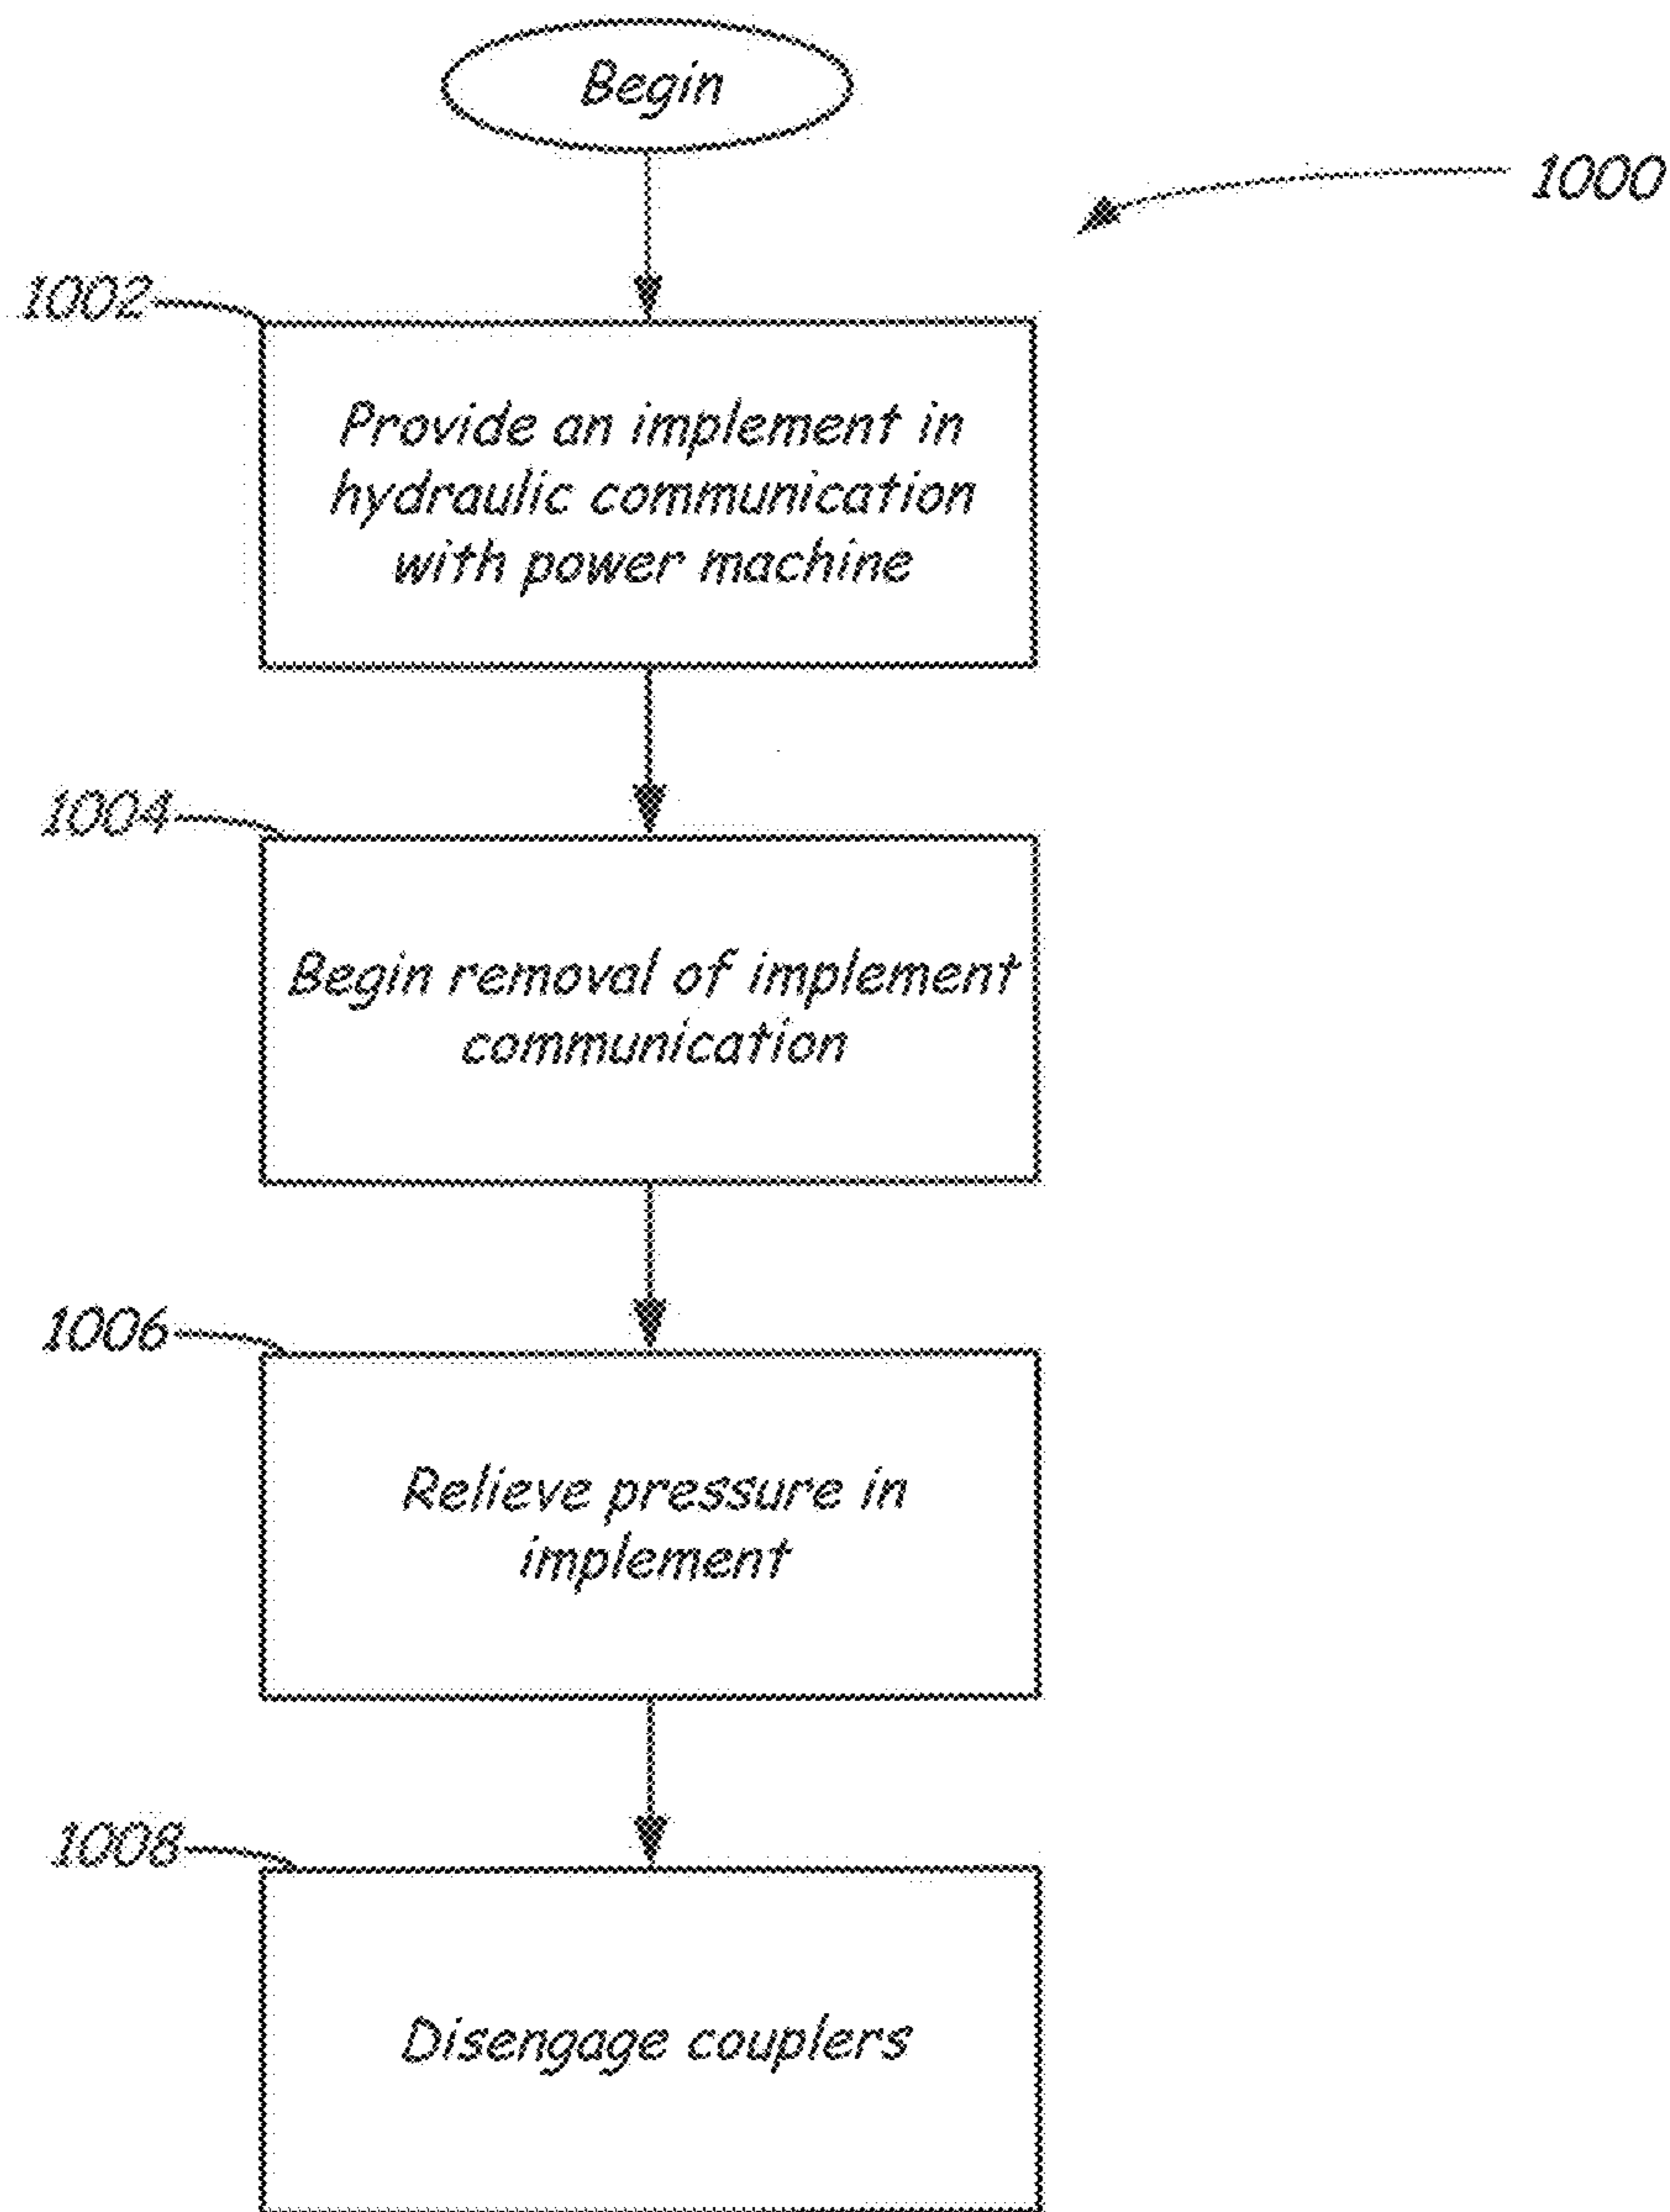 Begin
1000
1002
Provide an implement in
hydraulic communication
with power machine
1004
Begin removal of implement
communication
1006
Relieve pressure in
implement
1008
Disengage couplers